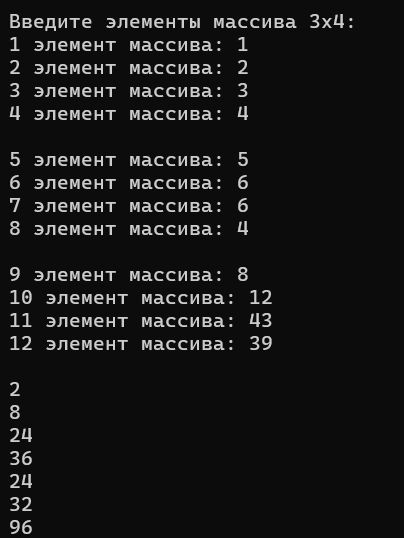 Введите элементы массива 3x4:
1 элемент массива: 1
2 элемент массива: 2
3 элемент массива: 3
4 элемент массива: 4
5 элемент массива: 5
6 элемент массива: 6
7 элемент массива: 6
8 элемент массива: 4
9 элемент массива: 8
10 элемент массива: 12
11 элемент массива: 43
12 элемент массива: 39
2
8
24
36
24
32
96